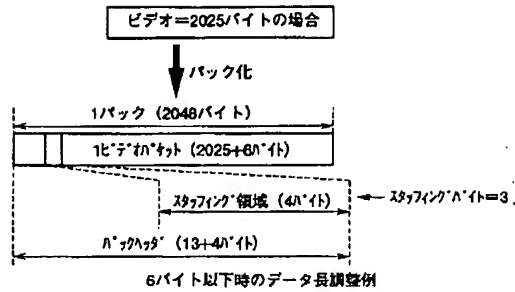 ビデオ=2025バイトの場合
パック化
1パック (2048バイト)
1ビデオパケット (2025+6バイト)
スタッフィング領域 (4バイト)
スタッフィングバイト=3
パックヘッダ (13+4バイト)
6バイト以下時のデータ長調整例